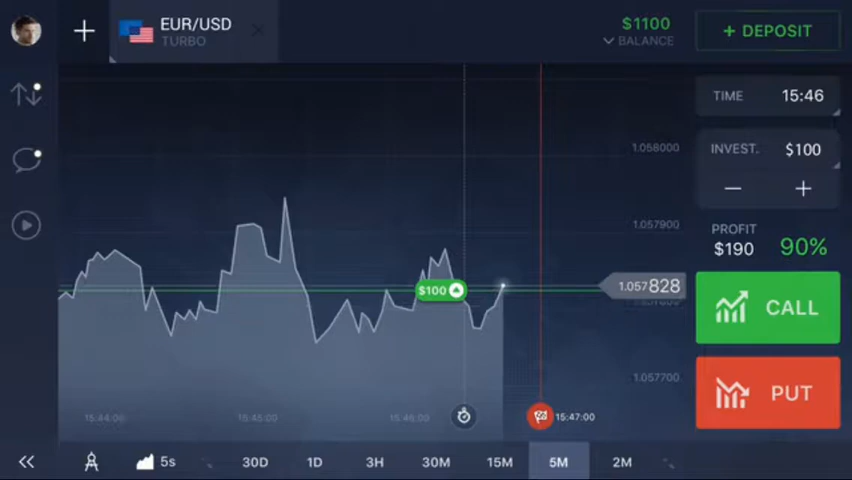 EUR/USD
TURBO
$1100
BALANCE
+ DEPOSIT
TIME 15:46
INVEST. $100
PROFIT
$190 90%
CALL
PUT
1.058000
1.057900
1.057828
1.057700
$100
15:44:00 15:45:00 15:46:00 15:47:00
5s 30D 1D 3H 30M 15M 5M 2M